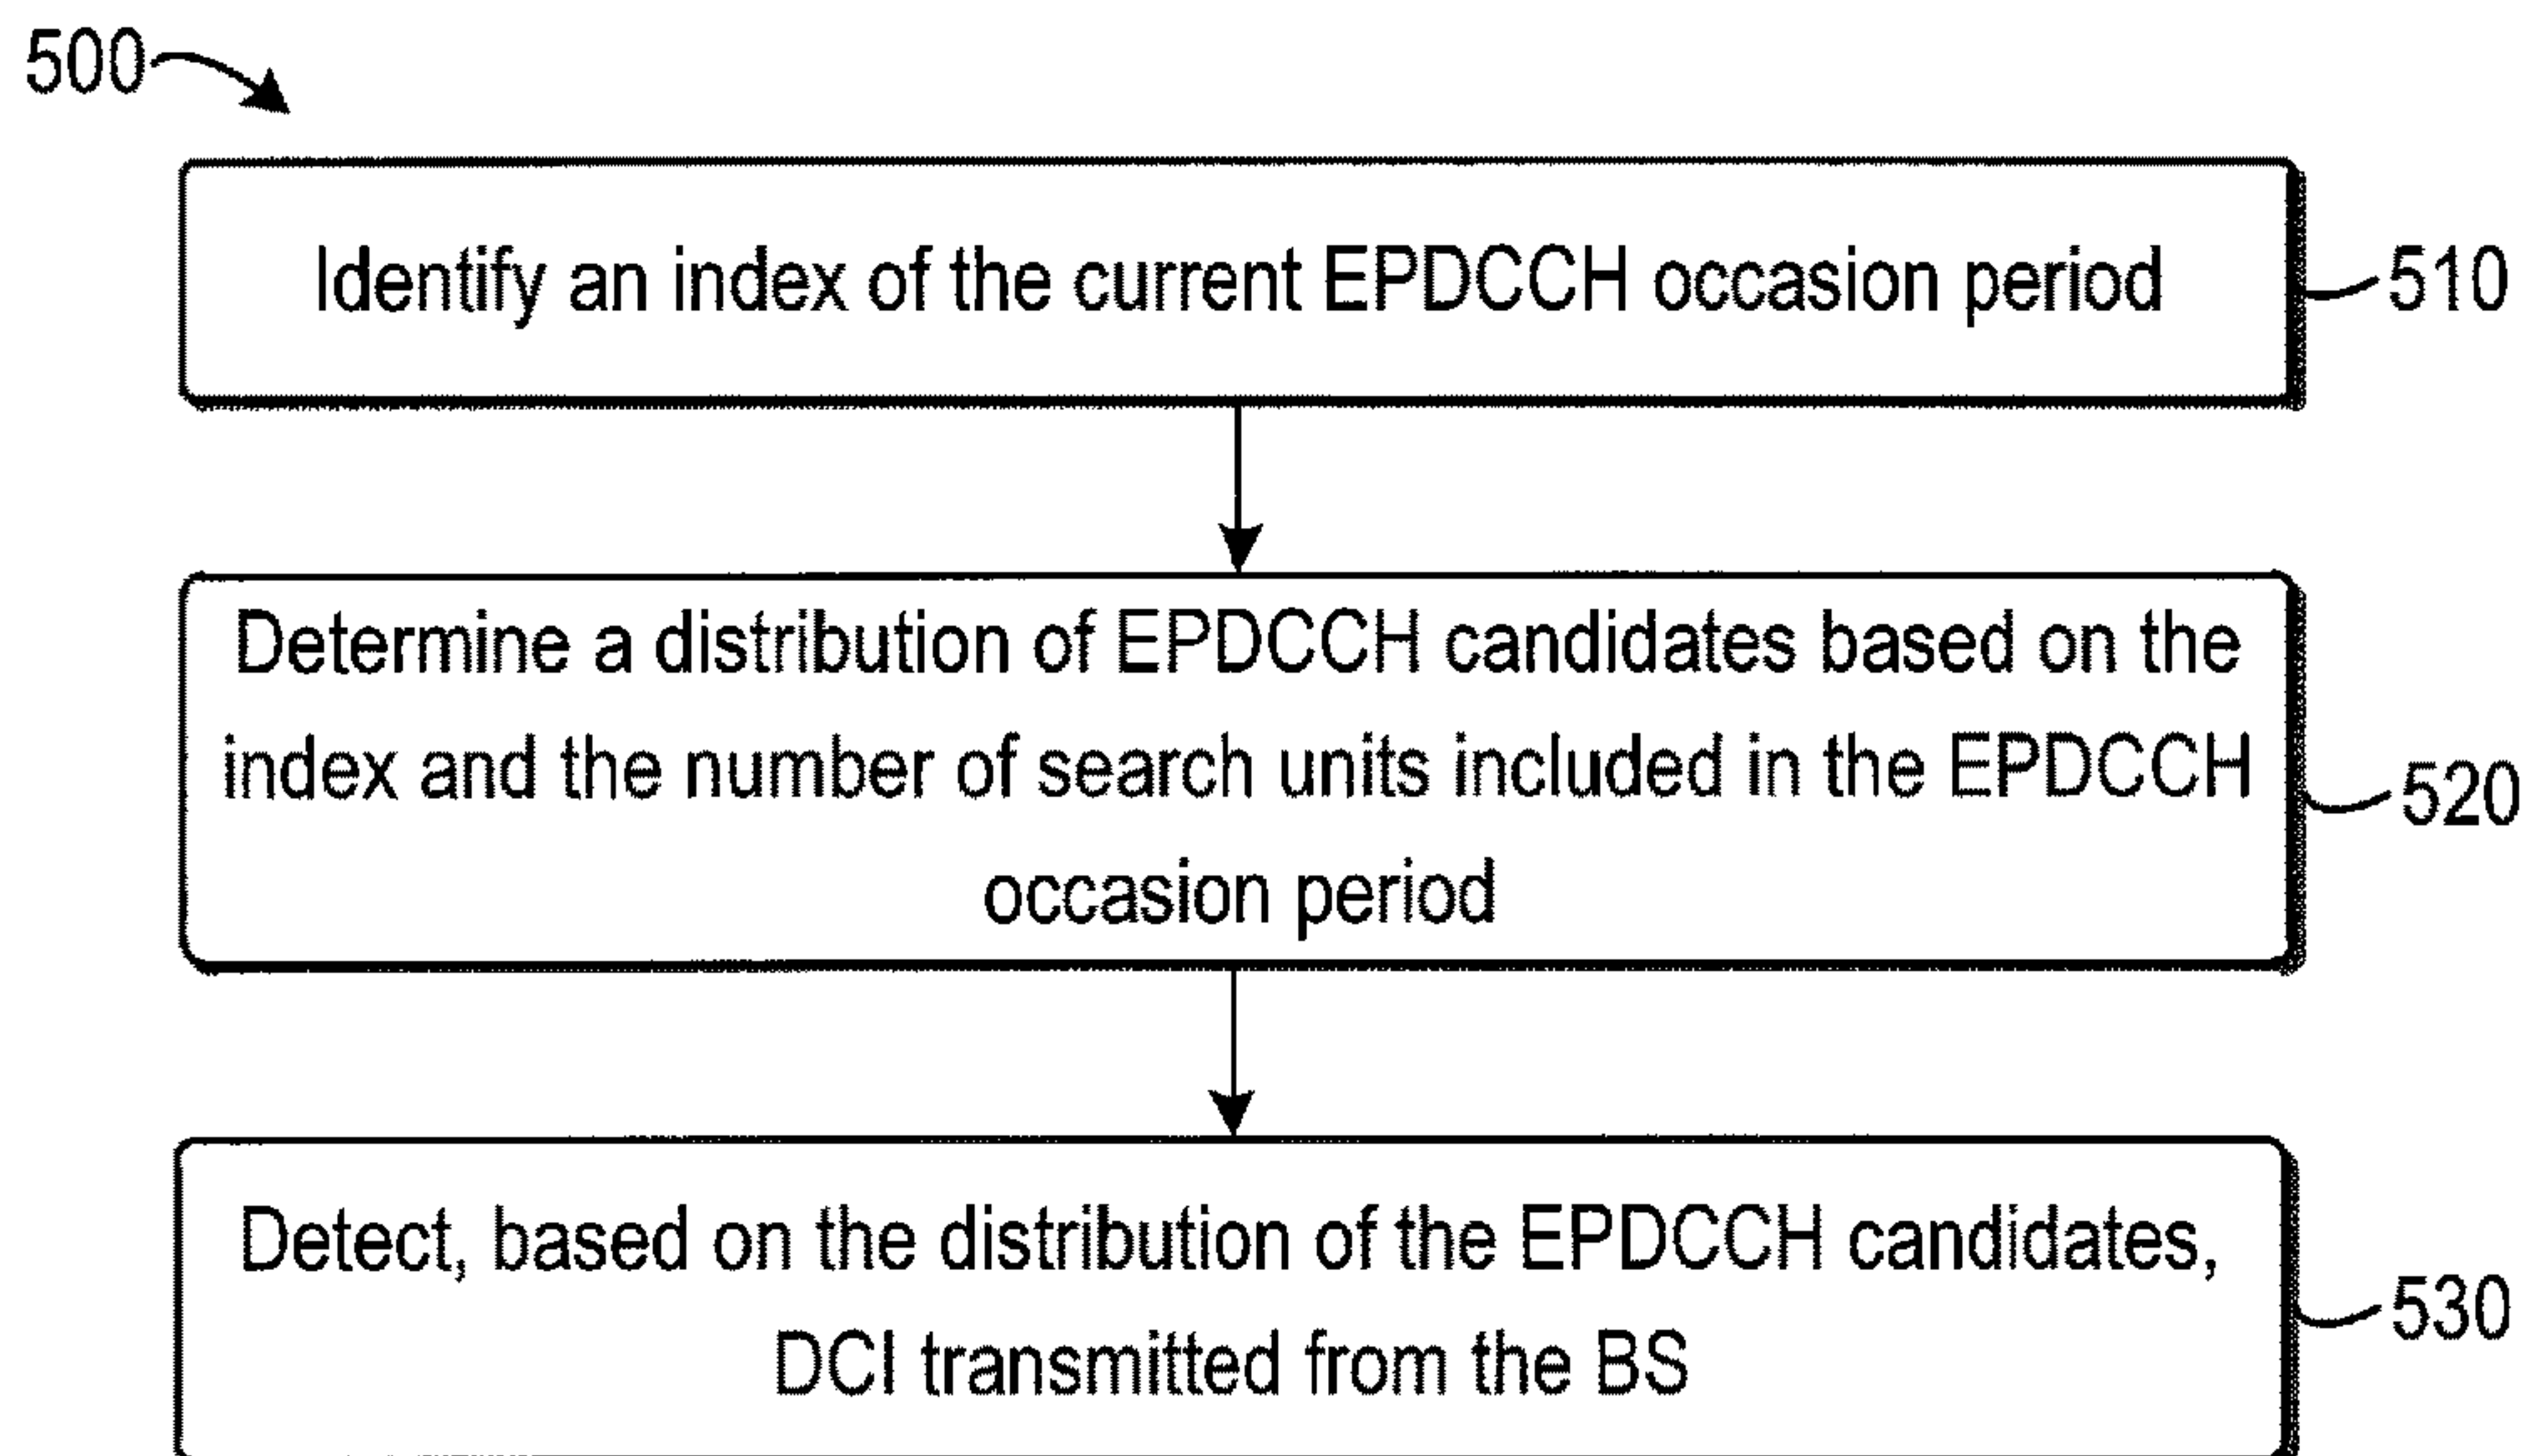 500
Identify an index of the current EPDCCH occasion period
510
Determine a distribution of EPDCCH candidates based on the
index and the number of search units included in the EPDCCH
occasion period
520
Detect, based on the distribution of the EPDCCH candidates,
DCI transmitted from the BS
530